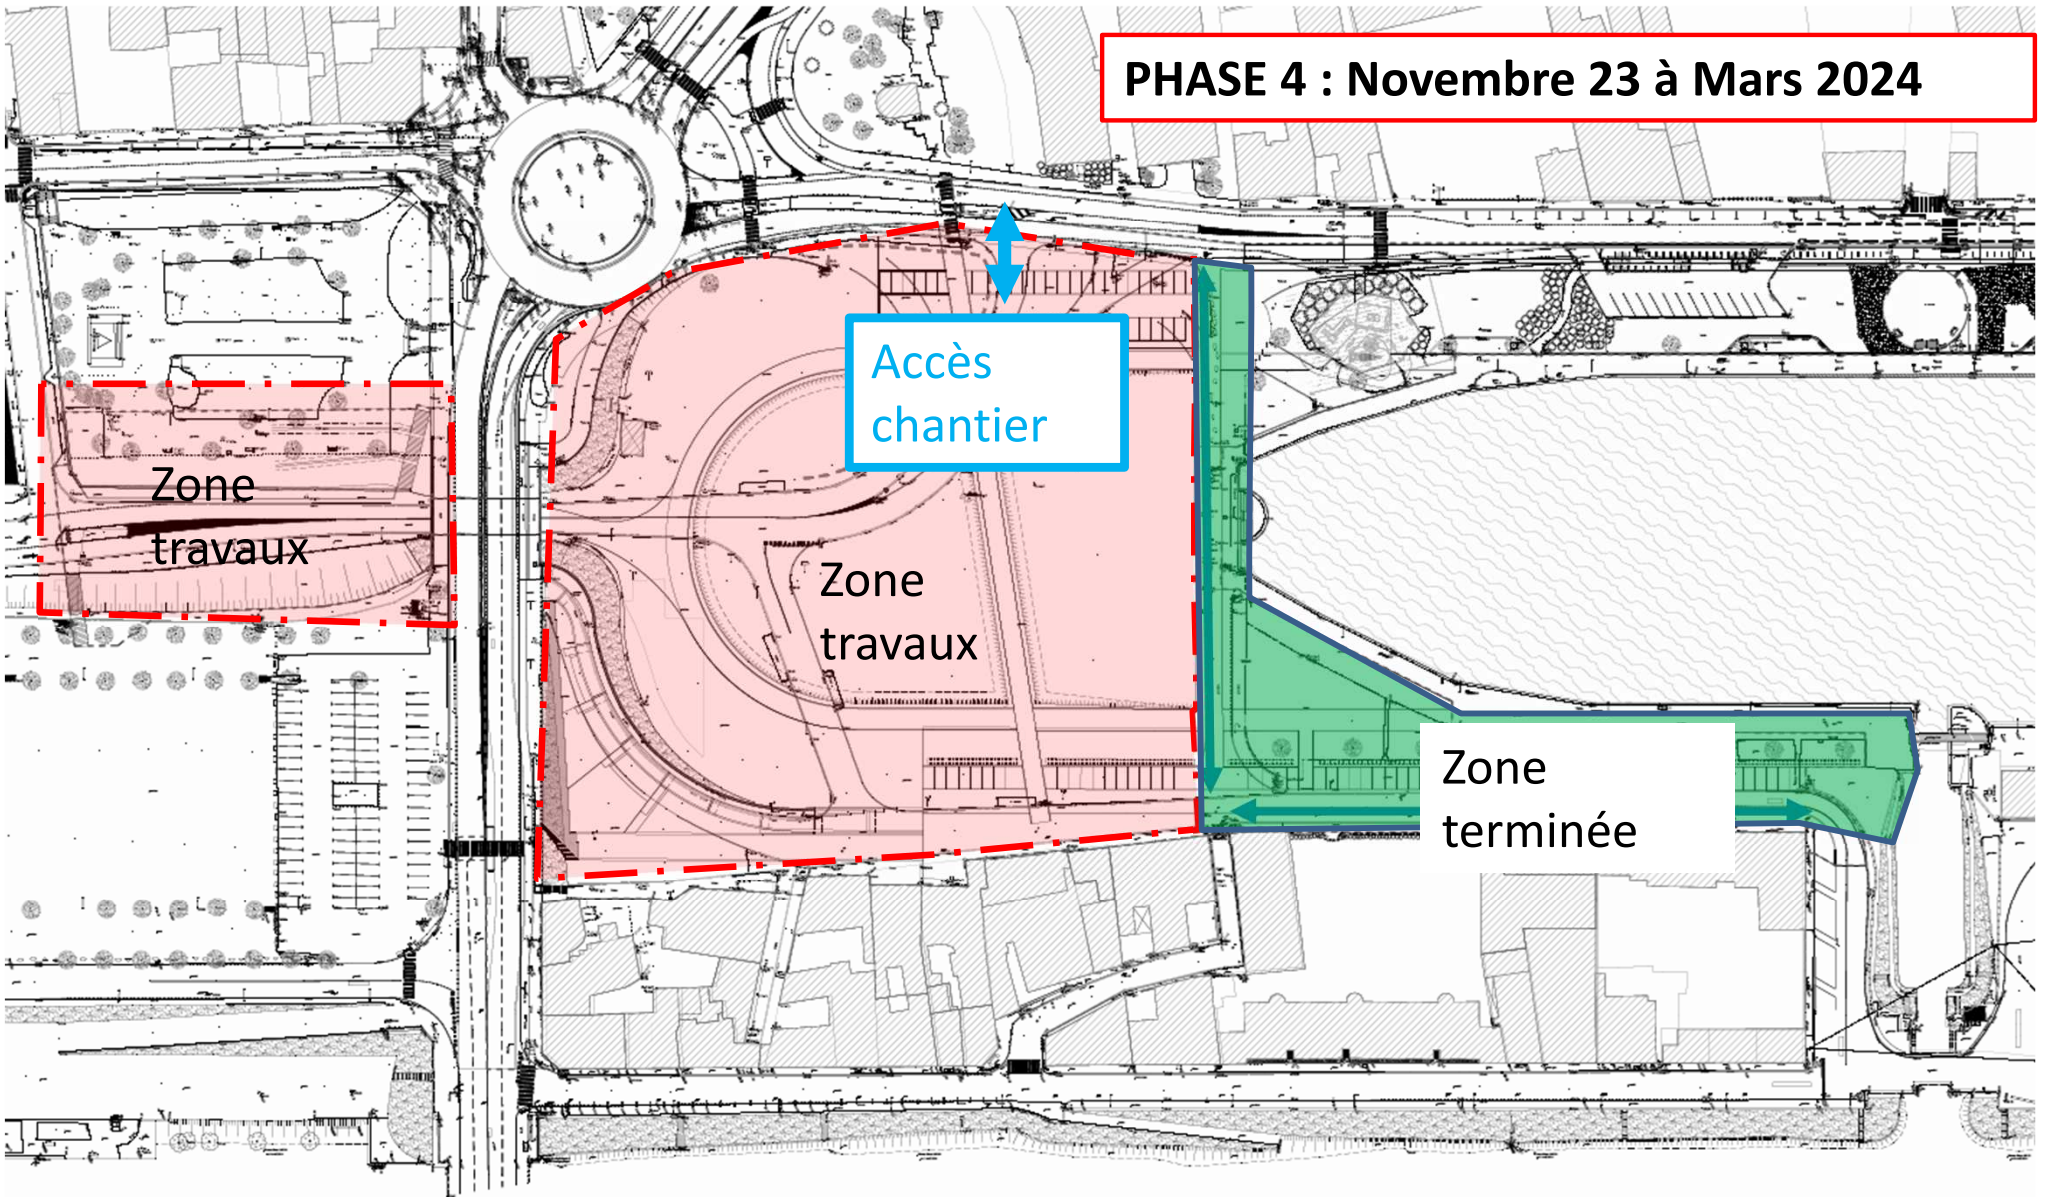 PHASE 4 : Novembre 23 à Mars 2024
Accès
chantier
Zone
travaux
Zone
travaux
Zone
terminée